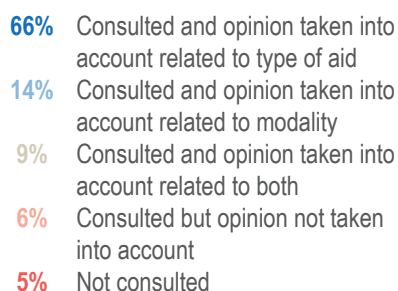 66% Consulted and opinion taken into
account related to type of aid
14% Consulted and opinion taken into
account related to modality
9% Consulted and opinion taken into
account related to both
6% Consulted but opinion not taken
into account
5% Not consulted